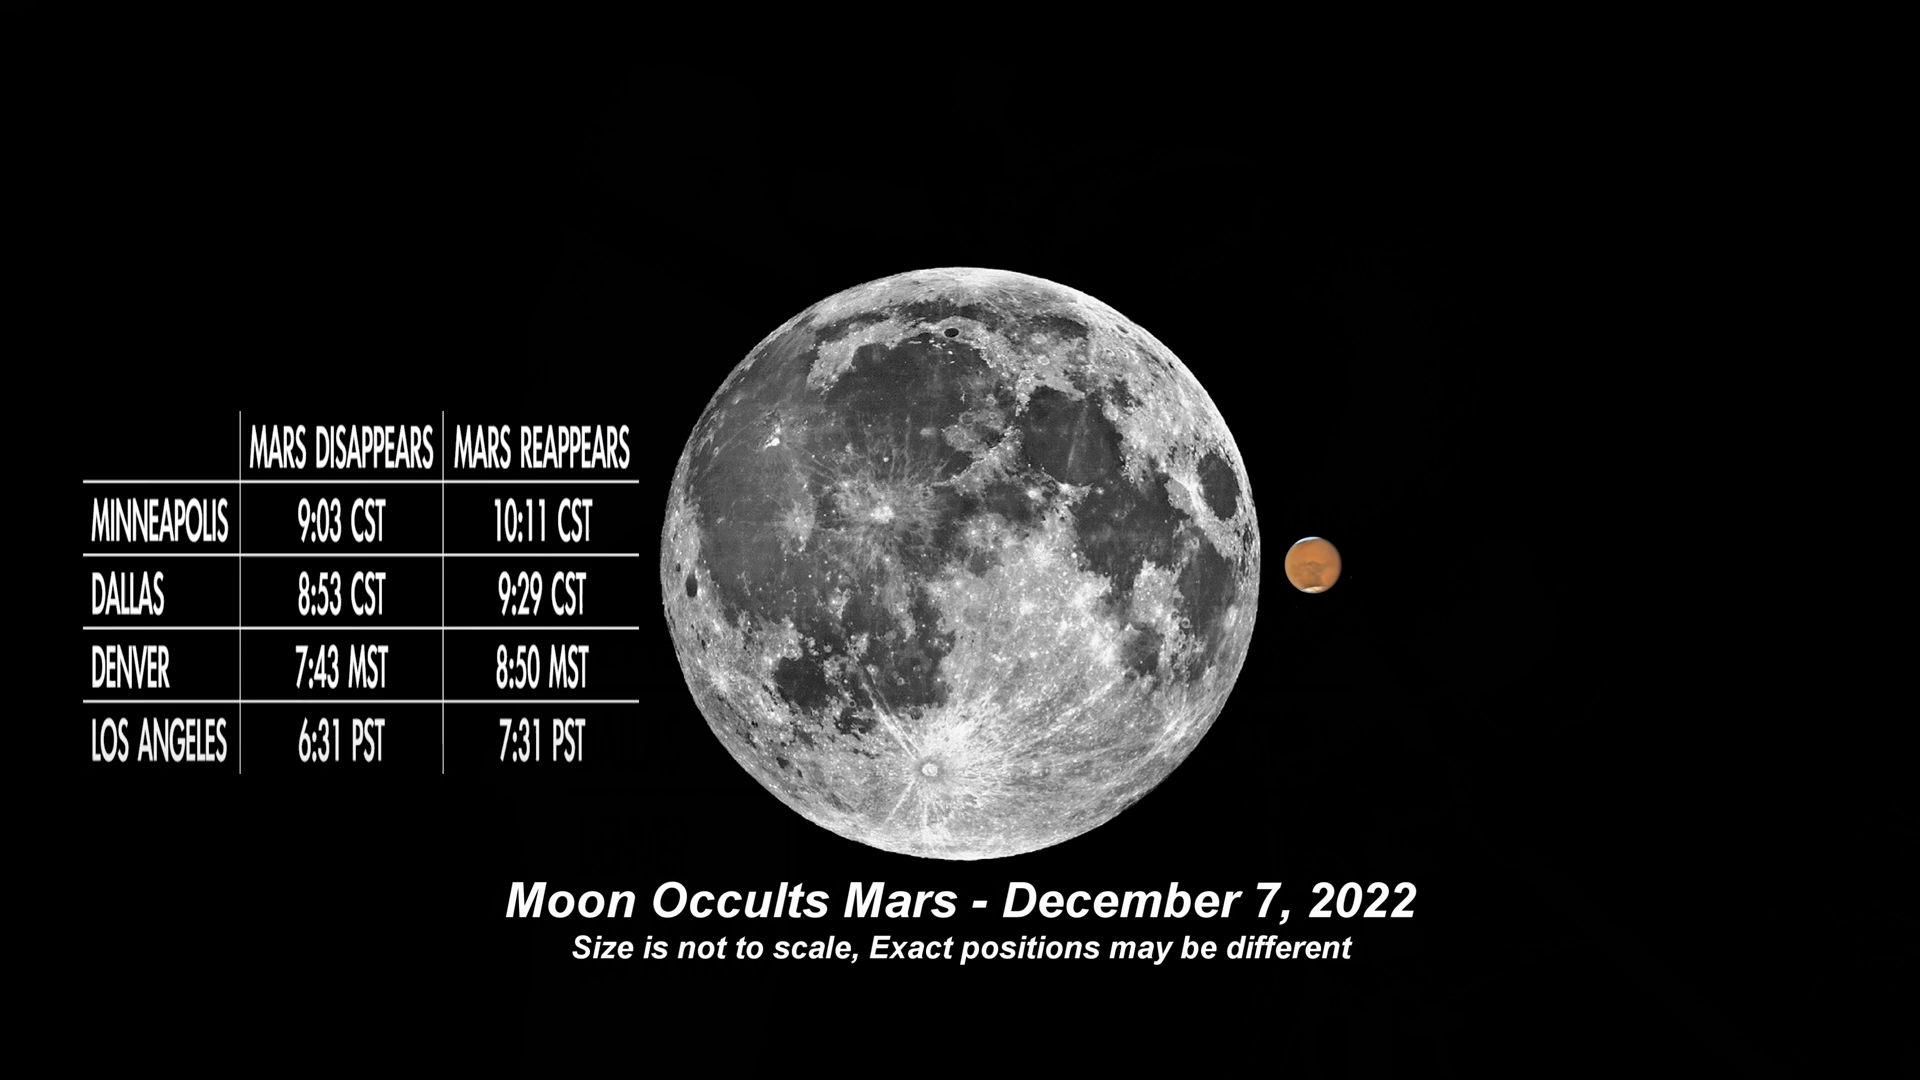 MARS DISAPPEARS MARS REAPPEARS
MINNEAPOLIS 9:03 CST 10:11 CST
DALLAS 8:53 CST 9:29 CST
DENVER 7:43 MST 8:50 MST
LOS ANGELES 6:31 PST 7:31 PST
Moon Occults Mars - December 7, 2022
Size is not to scale, Exact positions may be different